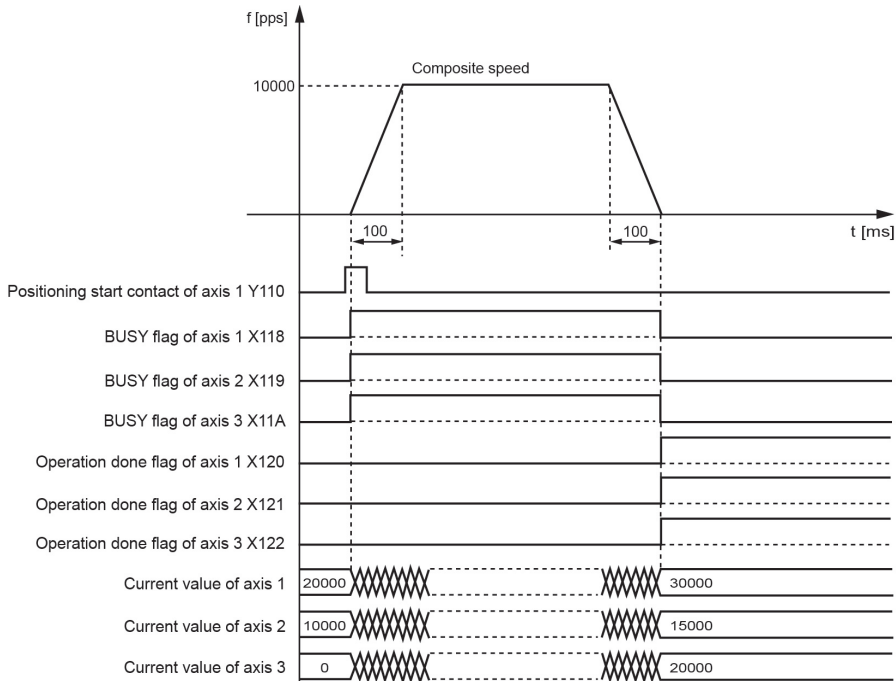 f [pps]
Composite speed
10000
100
100
t [ms]
Positioning start contact of axis 1 Y110
BUSY flag of axis 1 X118
BUSY flag of axis 2 X119
BUSY flag of axis 3 X11A
Operation done flag of axis 1 X120
Operation done flag of axis 2 X121
Operation done flag of axis 3 X122
Current value of axis 1 20000 30000
Current value of axis 2 10000 15000
Current value of axis 3 0 20000